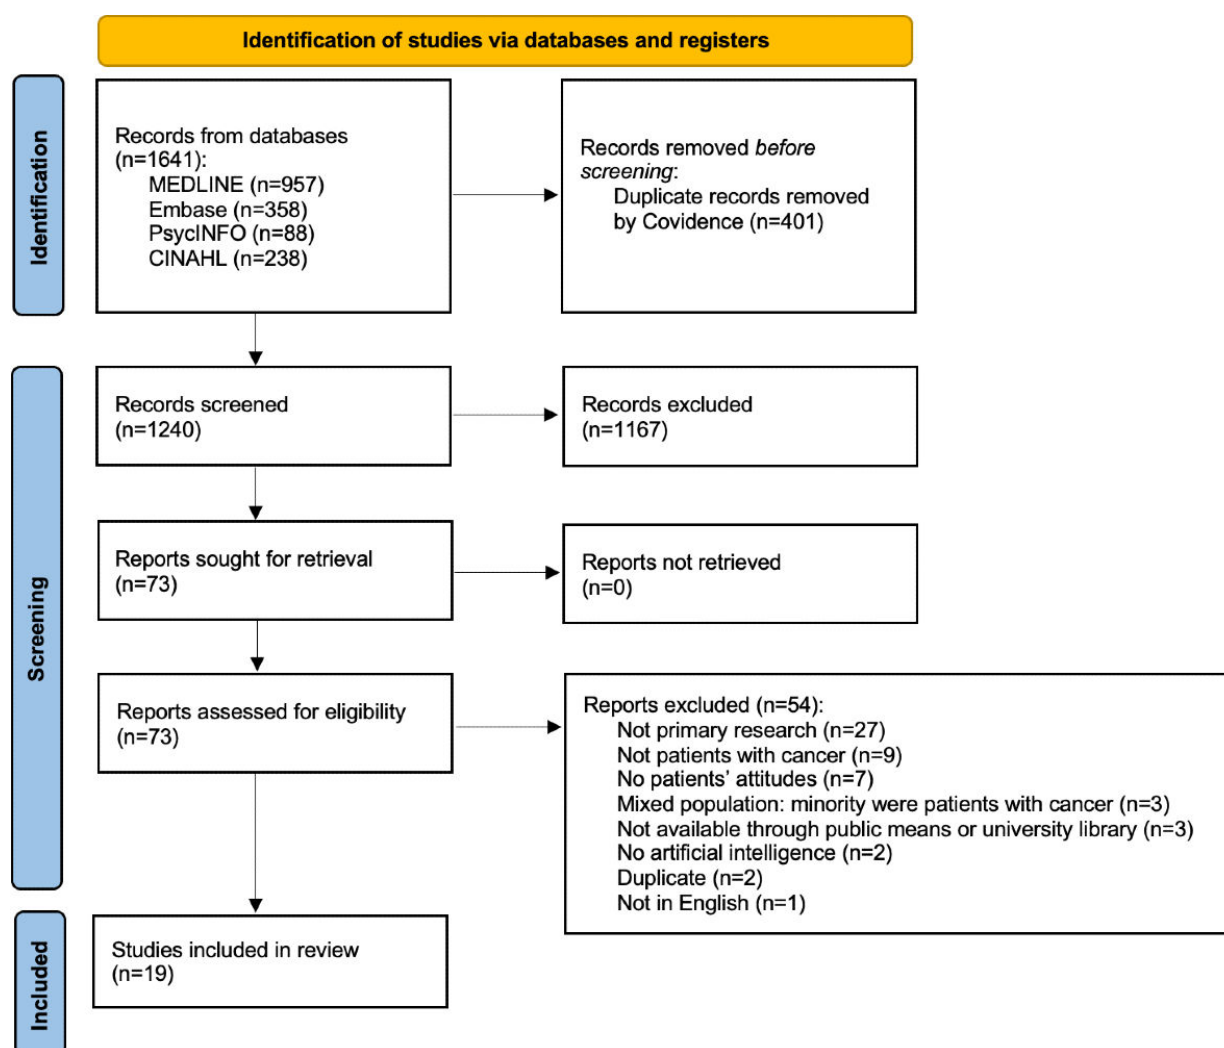 Identification of studies via databases and registers
Identification
Records from databases
(n=1641):
MEDLINE (n=957)
Embase (n=358)
PsycINFO (n=88)
CINAHL (n=238)
Records removed before
screening:
Duplicate records removed
by Covidence (n=401)
Screening
Records screened
(n=1240)
Records excluded
(n=1167)
Reports sought for retrieval
(n=73)
Reports not retrieved
(n=0)
Reports assessed for eligibility
(n=73)
Reports excluded (n=54):
Not primary research (n=27)
Not patients with cancer (n=9)
No patients’ attitudes (n=7)
Mixed population: minority were patients with cancer (n=3)
Not available through public means or university library (n=3)
No artificial intelligence (n=2)
Duplicate (n=2)
Not in English (n=1)
Included
Studies included in review
(n=19)